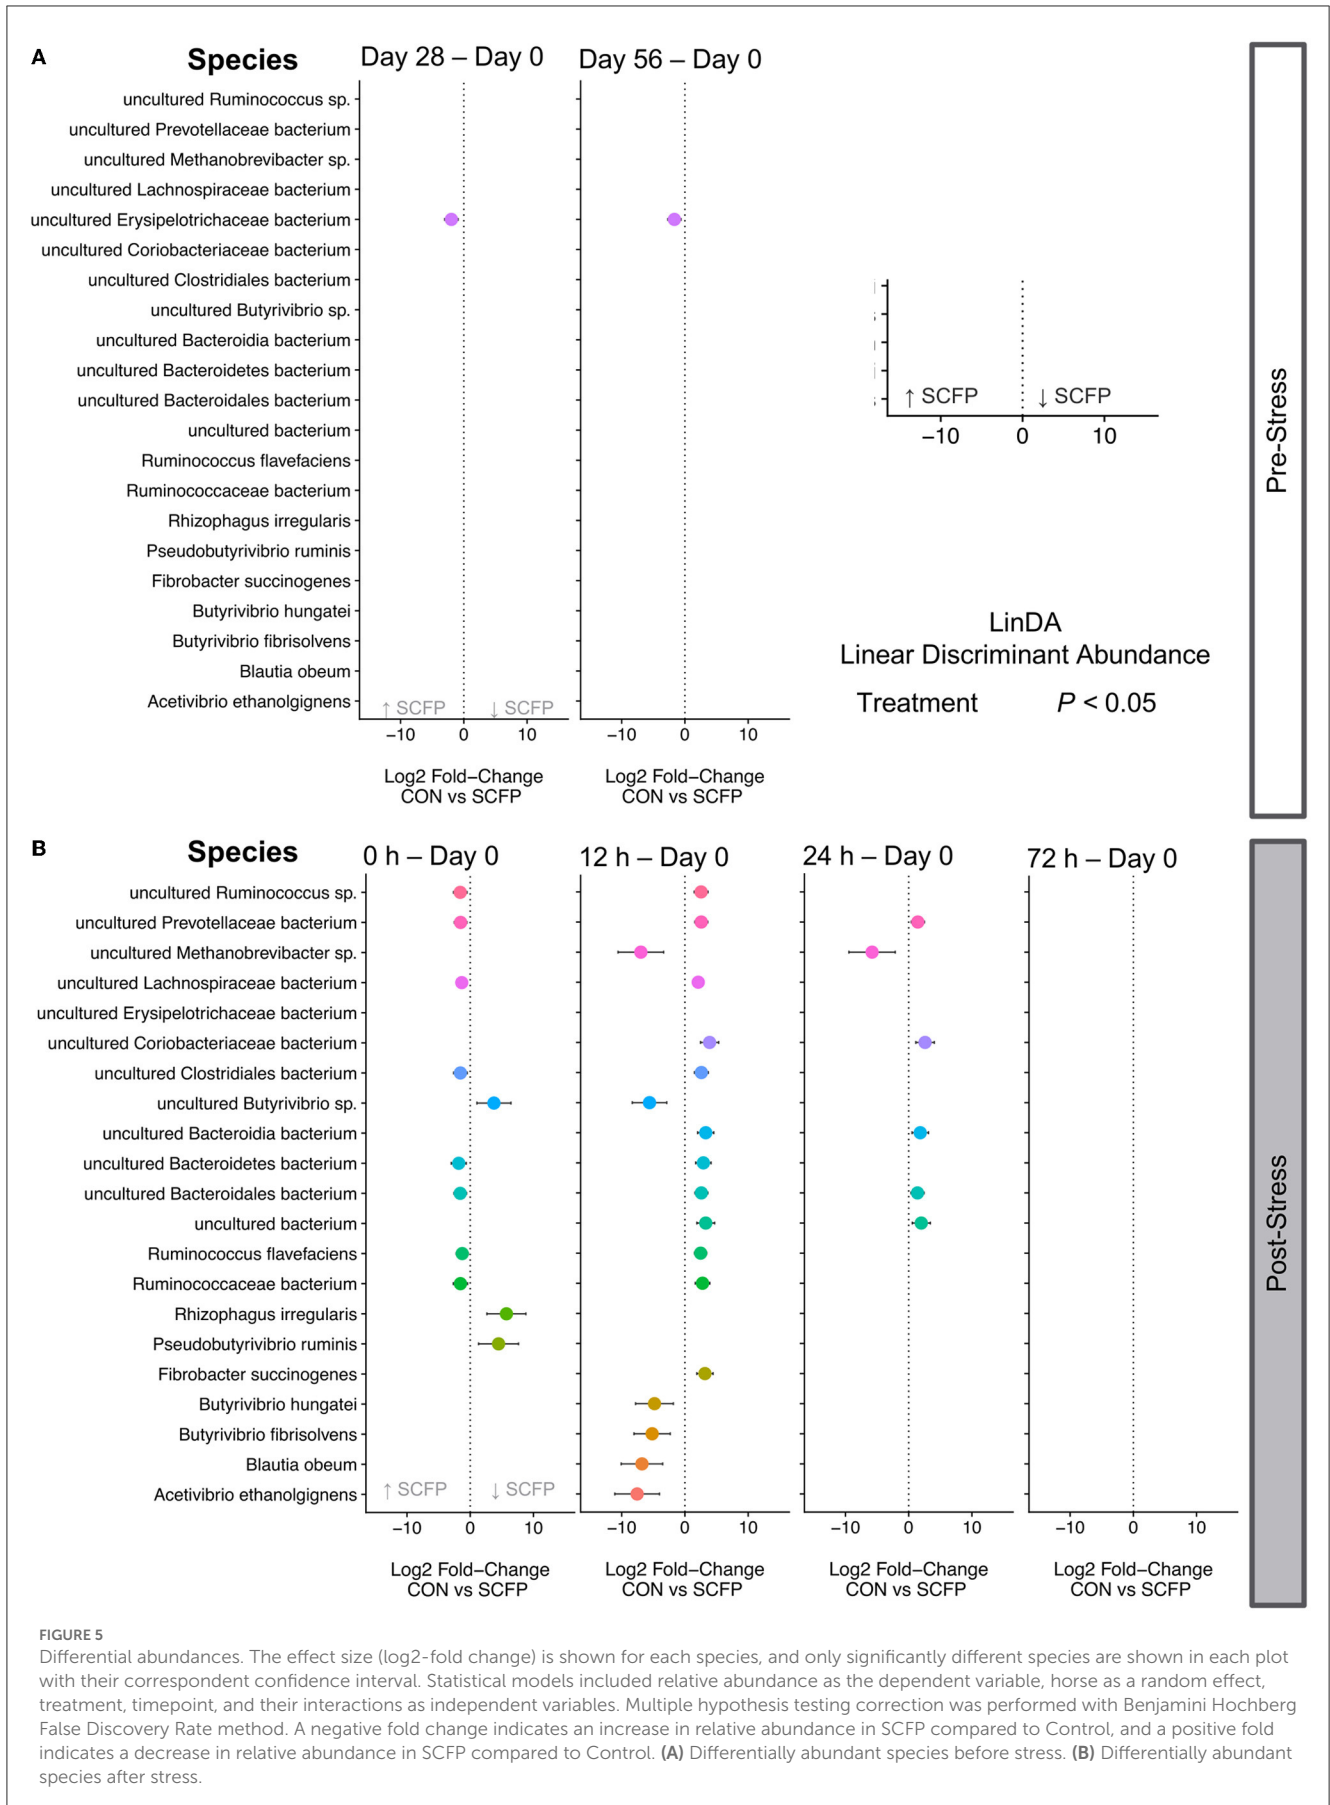 A
Species
Day 28 – Day 0
Day 56 – Day 0
uncultured Ruminococcus sp.
uncultured Prevotellaceae bacterium
uncultured Methanobrevibacter sp.
uncultured Lachnospiraceae bacterium
uncultured Erysipelotrichaceae bacterium
uncultured Coriobacteriaceae bacterium
uncultured Clostridiales bacterium
uncultured Butyrivibrio sp.
uncultured Bacteroidia bacterium
uncultured Bacteroidetes bacterium
uncultured Bacteroidales bacterium
uncultured bacterium
Ruminococcus flavefaciens
Ruminococcaceae bacterium
Rhizophagus irregularis
Pseudobutyrivibrio ruminis
Fibrobacter succinogenes
Butyrivibrio hungatei
Butyrivibrio fibrisolvens
Blautia obeum
Acetivibrio ethanolgignens
↑ SCFP ↓ SCFP
−10 0 10
−10 0 10
Log2 Fold−Change
CON vs SCFP
Log2 Fold−Change
CON vs SCFP
↑ SCFP ↓ SCFP
−10 0 10
LinDA
Linear Discriminant Abundance
Treatment P < 0.05
Pre-Stress
B
Species
0 h – Day 0
12 h – Day 0
24 h – Day 0
72 h – Day 0
uncultured Ruminococcus sp.
uncultured Prevotellaceae bacterium
uncultured Methanobrevibacter sp.
uncultured Lachnospiraceae bacterium
uncultured Erysipelotrichaceae bacterium
uncultured Coriobacteriaceae bacterium
uncultured Clostridiales bacterium
uncultured Butyrivibrio sp.
uncultured Bacteroidia bacterium
uncultured Bacteroidetes bacterium
uncultured Bacteroidales bacterium
uncultured bacterium
Ruminococcus flavefaciens
Ruminococcaceae bacterium
Rhizophagus irregularis
Pseudobutyrivibrio ruminis
Fibrobacter succinogenes
Butyrivibrio hungatei
Butyrivibrio fibrisolvens
Blautia obeum
Acetivibrio ethanolgignens
↑ SCFP ↓ SCFP
−10 0 10
−10 0 10
−10 0 10
−10 0 10
Log2 Fold−Change
CON vs SCFP
Log2 Fold−Change
CON vs SCFP
Log2 Fold−Change
CON vs SCFP
Log2 Fold−Change
CON vs SCFP
Post-Stress
FIGURE 5
Differential abundances. The effect size (log2-fold change) is shown for each species, and only significantly different species are shown in each plot
with their correspondent confidence interval. Statistical models included relative abundance as the dependent variable, horse as a random effect,
treatment, timepoint, and their interactions as independent variables. Multiple hypothesis testing correction was performed with Benjamini Hochberg
False Discovery Rate method. A negative fold change indicates an increase in relative abundance in SCFP compared to Control, and a positive fold
indicates a decrease in relative abundance in SCFP compared to Control. (A) Differentially abundant species before stress. (B) Differentially abundant
species after stress.